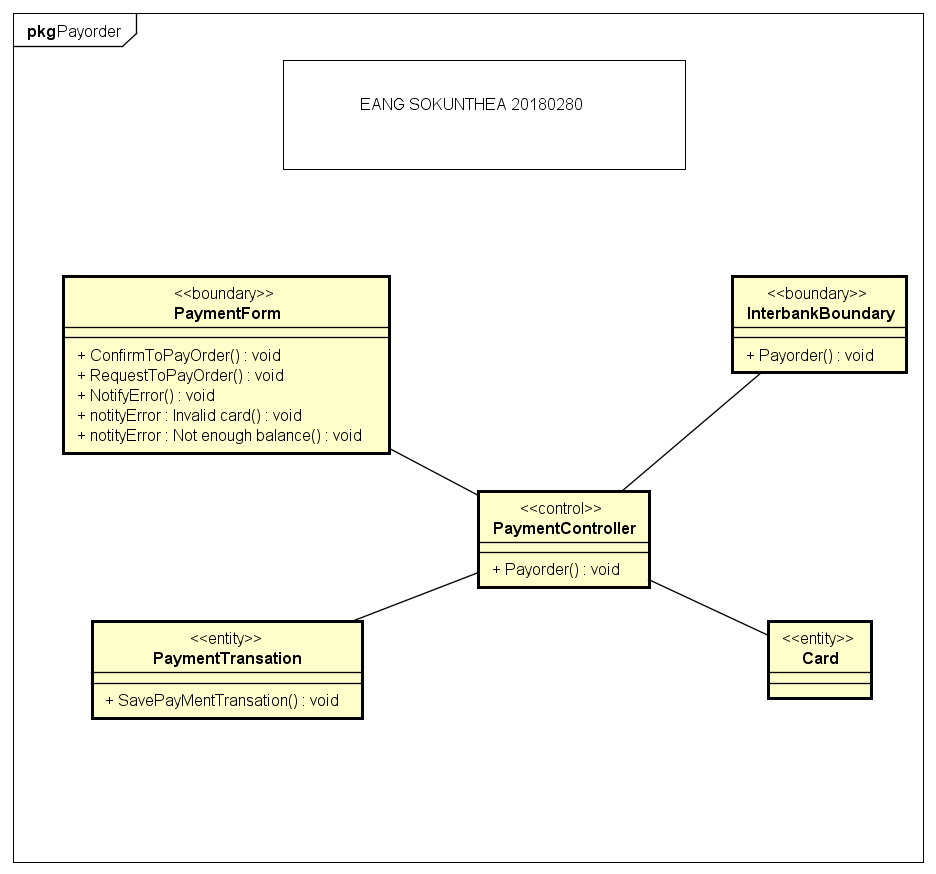 pkgPayorder
EANG SOKUNTHEA 20180280
<<boundary>>
PaymentForm
+ ConfirmToPayOrder() : void
+ RequestToPayOrder() : void
+ NotifyError() : void
+ notityError : Invalid card() : void
+ notityError : Not enough balance() : void
<<boundary>>
InterbankBoundary
+ Payorder() : void
<<control>>
PaymentController
+ Payorder() : void
<<entity>>
PaymentTransation
+ SavePayMentTransation() : void
<<entity>>
Card